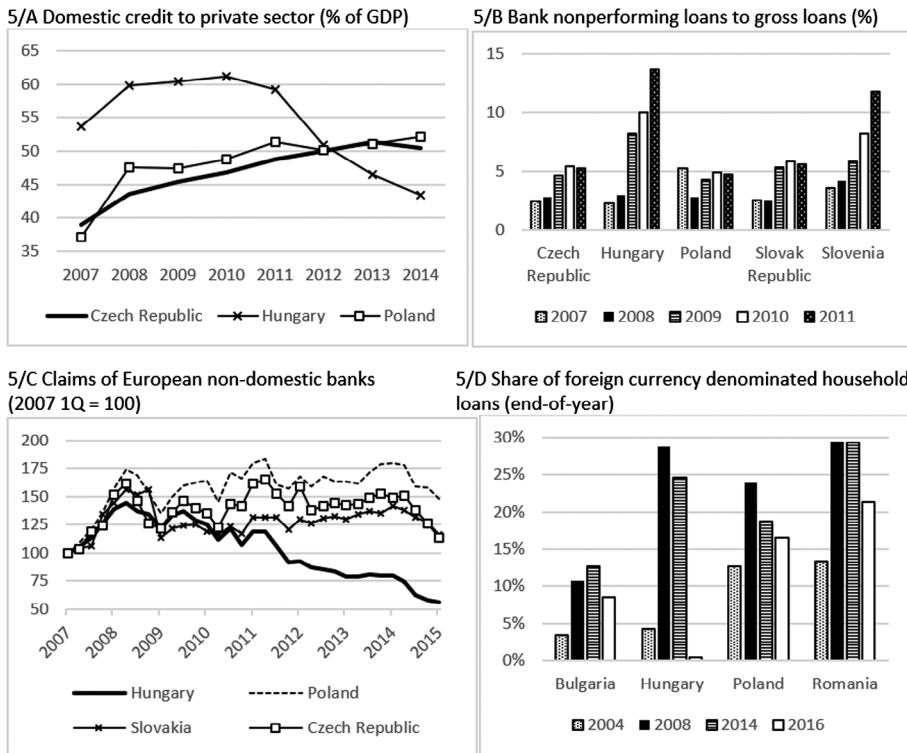 5/A Domestic credit to private sector (% of GDP)
65
60
55
50
45
40
35
2007 2008 2009 2010 2011 2012 2013 2014
Czech Republic Hungary Poland
5/B Bank nonperforming loans to gross loans (%)
15
10
5
0
Czech Republic
Hungary
Poland
Slovak Republic
Slovenia
2007 2008 2009 2010 2011
5/C Claims of European non-domestic banks
(2007 1Q = 100)
200
175
150
125
100
75
50
2007 2008 2009 2010 2011 2012 2013 2014 2015
Hungary Poland
Slovakia Czech Republic
5/D Share of foreign currency denominated household
loans (end-of-year)
30%
25%
20%
15%
10%
5%
0%
Bulgaria Hungary Poland Romania
2004 2008 2014 2016